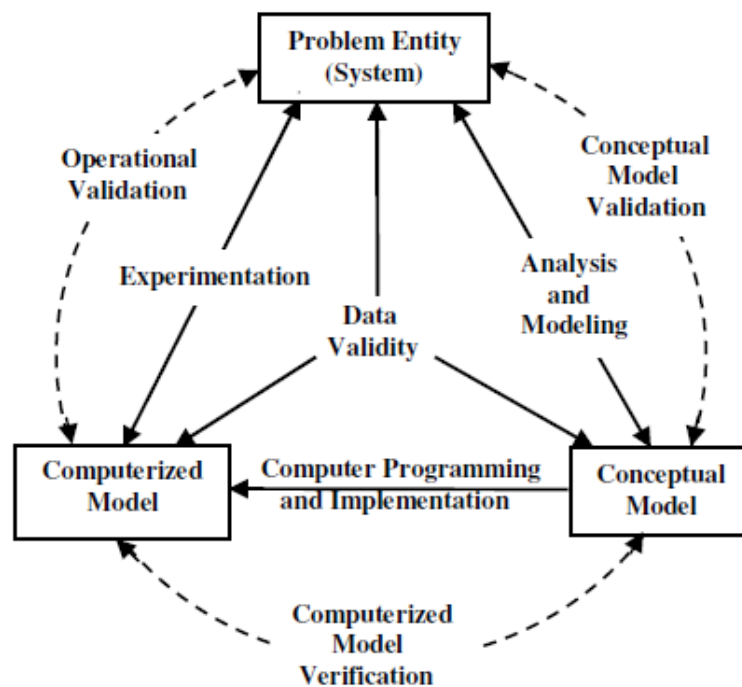 Problem Entity
(System)
Operational
Validation
Conceptual
Model
Validation
Experimentation
Analysis
and
Modeling
Data
Validity
Computerized
Model
Computer Programming
and Implementation
Conceptual
Model
Computerized
Model
Verification